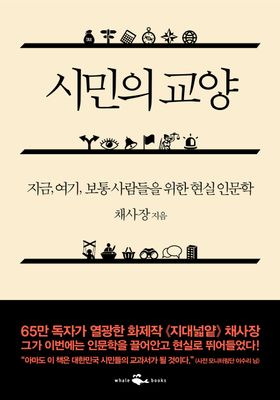 시민의 교양
지금, 여기, 보통 사람들을 위한 현실 인문학
채사장 지음
65만 독자가 열광한 화제작 《지대넓얕》 채사장
그가 이번에는 인문학을 끌어안고 현실로 뛰어들었다!
“아마도 이 책은 대한민국 시민들의 교과서가 될 것이다.” (사전 모니터링단 이수리 님)
whale books